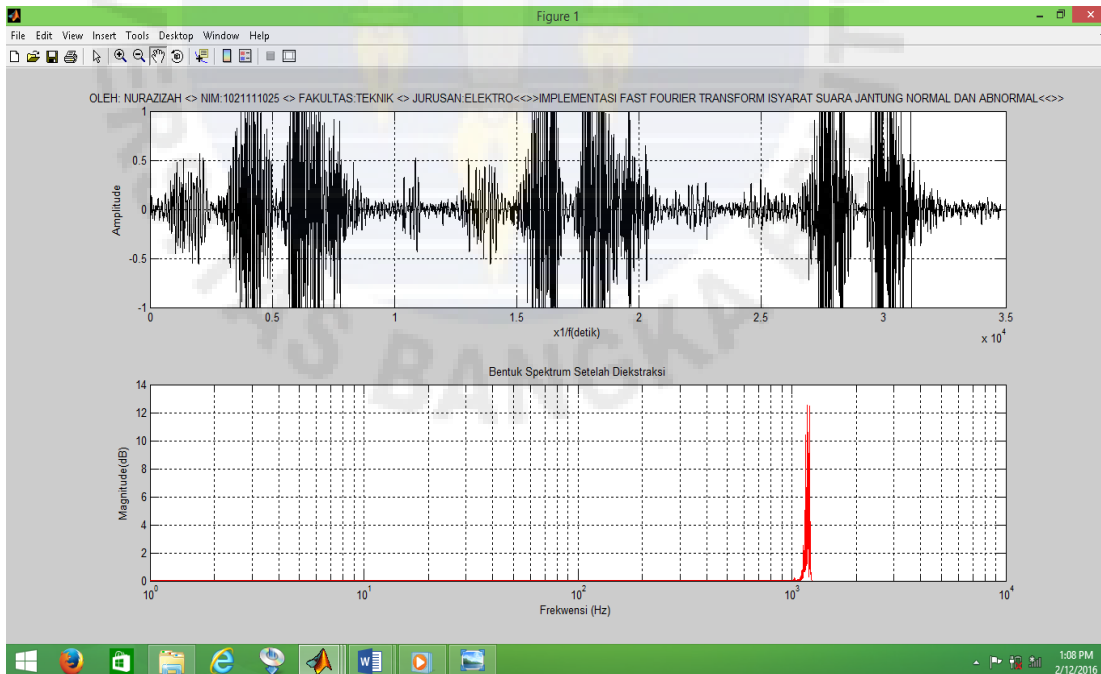 Figure 1
File Edit View Insert Tools Desktop Window Help
OLEH: NURAZIZAH <> NIM:1021111025 <> FAKULTAS:TEKNIK <> JURUSAN:ELEKTRO<<>>IMPLEMENTASI FAST FOURIER TRANSFORM ISYARAT SUARA JANTUNG NORMAL DAN ABNORMAL<<>>
1
0.5
0
-0.5
-1
Amplitude
0 0.5 1 1.5 2 2.5 3 3.5
x1/f(detik)
x 10^4
Bentuk Spektrum Setelah Diekstraksi
14
12
10
8
6
4
2
0
Magnitude(dB)
10^0 10^1 10^2 10^3 10^4
Frekwensi (Hz)
BANGKA
1:08 PM
2/12/2016